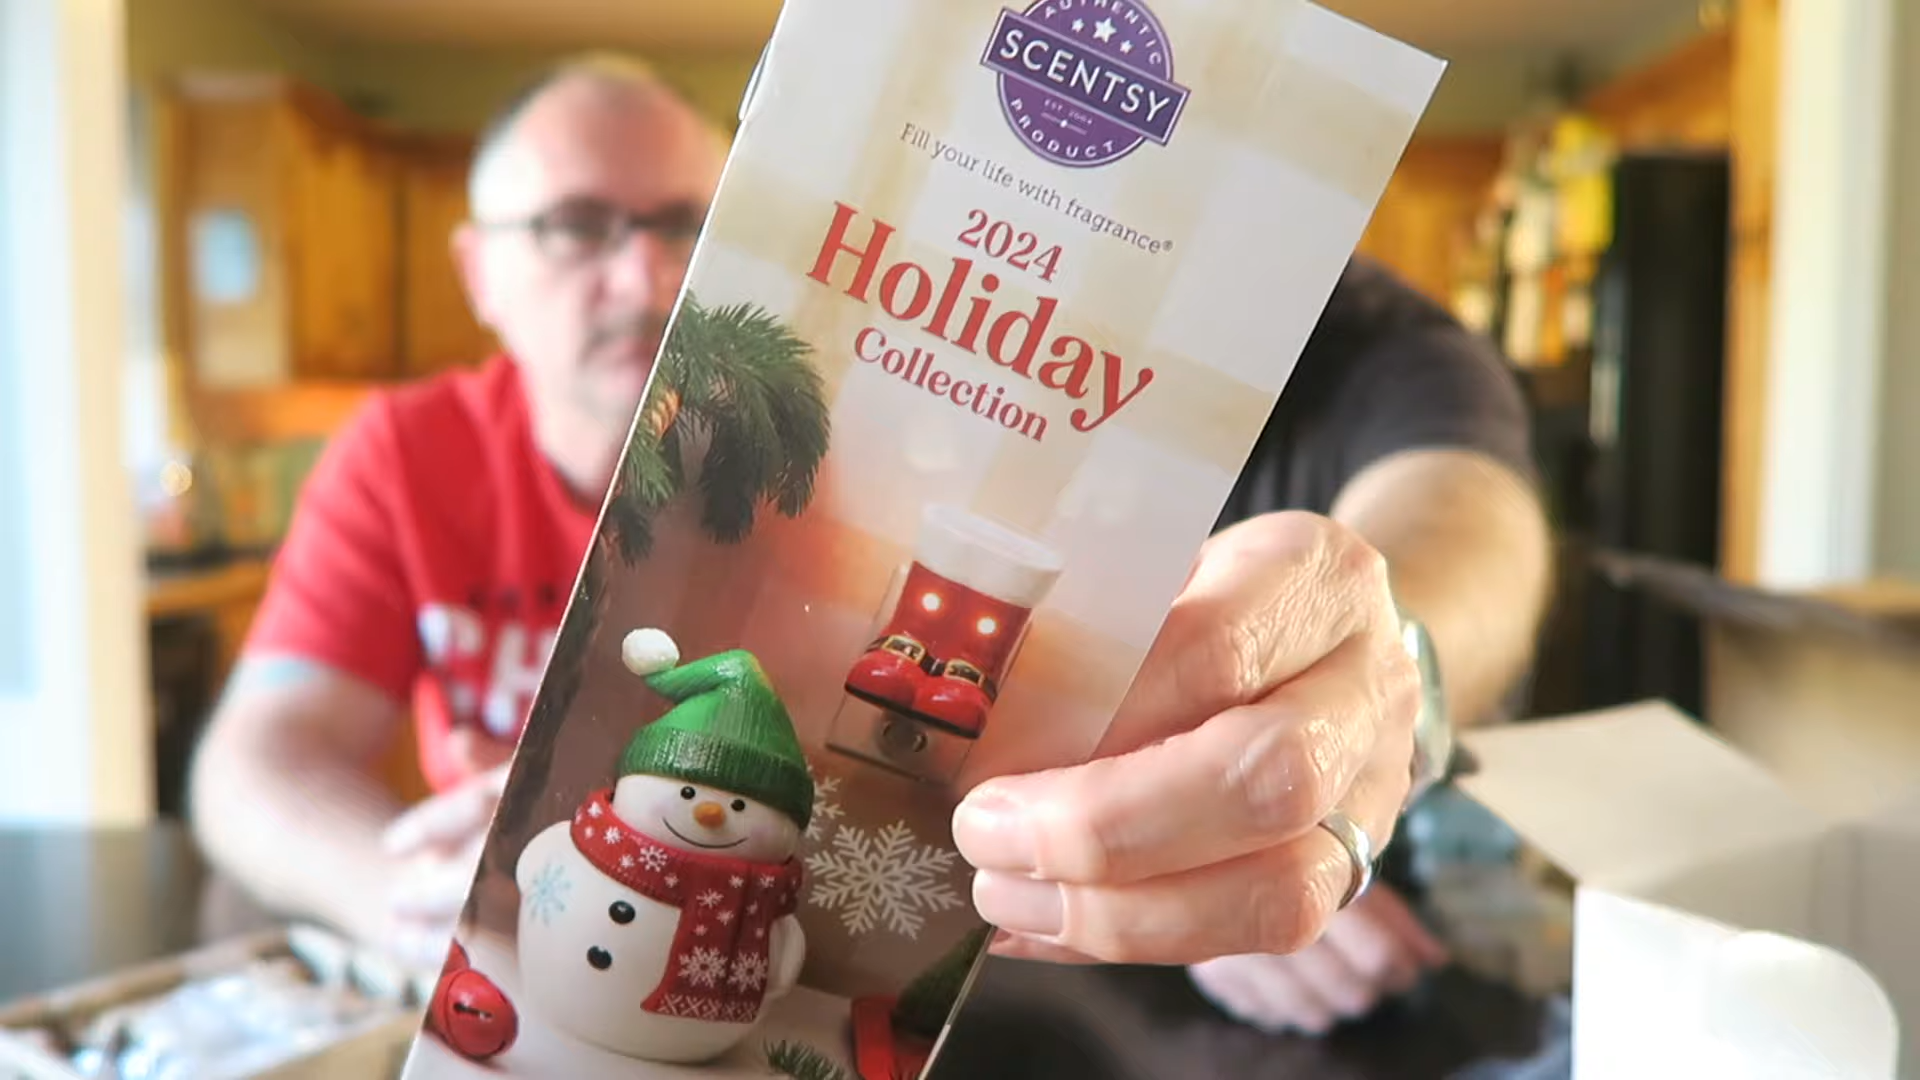 AUTHENTIC
SCENTSY
EST. 2004
PRODUCT
Fill your life with fragrance®
2024
Holiday
Collection